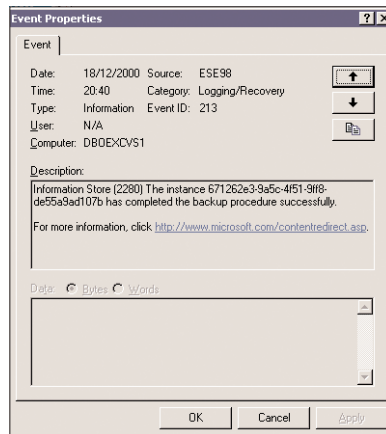 Event Properties
Event
Date: 18/12/2000 Source: ESE98
Time: 20:40 Category: Logging/Recovery
Type: Information Event ID: 213
User: N/A
Computer: DBOEXCVS1
Description:
Information Store (2280) The instance 671262e3-9a5c-4f51-9ff8-
de55a9ad107b has completed the backup procedure successfully.
For more information, click http://www.microsoft.com/contentredirect.asp.
Data: Bytes Words
OK Cancel Apply